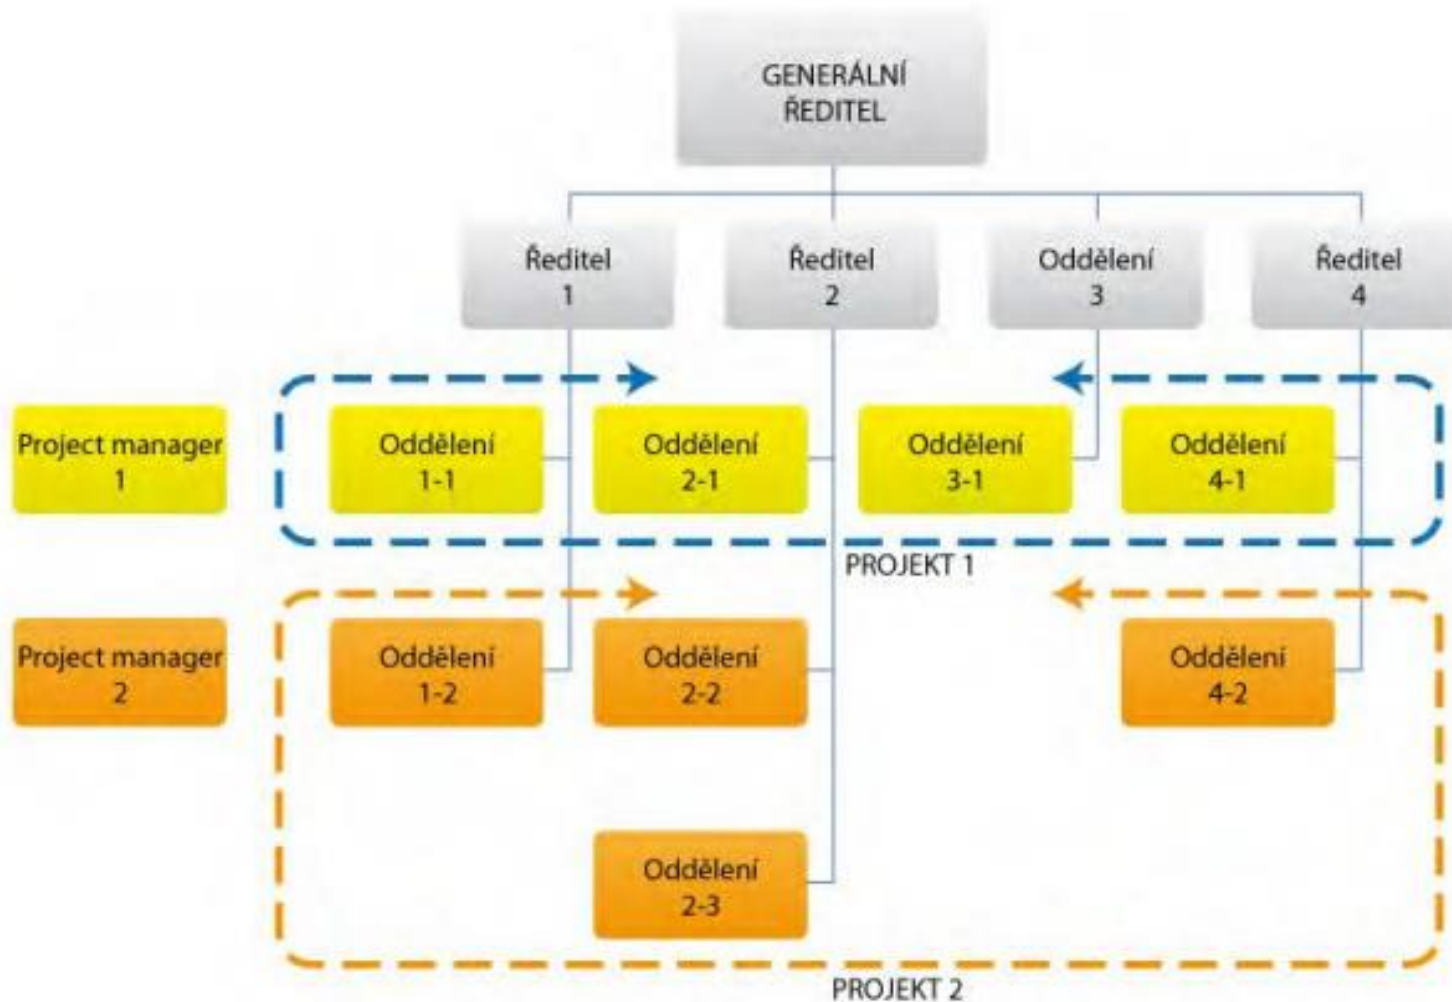 GENERÁLNÍ
ŘEDITEL
Ředitel
1
Ředitel
2
Oddělení
3
Ředitel
4
Project manager
1
Oddělení
1-1
Oddělení
2-1
Oddělení
3-1
Oddělení
4-1
PROJEKT 1
Project manager
2
Oddělení
1-2
Oddělení
2-2
Oddělení
4-2
Oddělení
2-3
PROJEKT 2